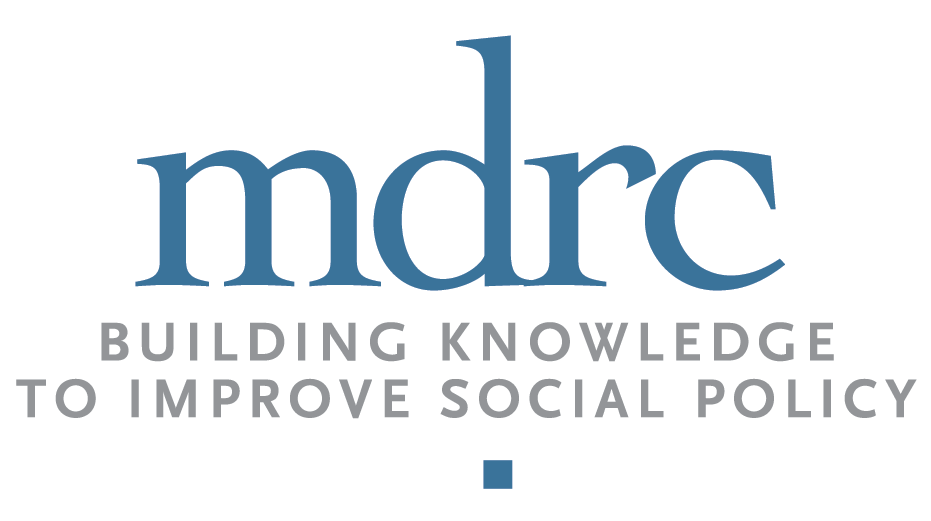 mdrc
BUILDING KNOWLEDGE
TO IMPROVE SOCIAL POLICY